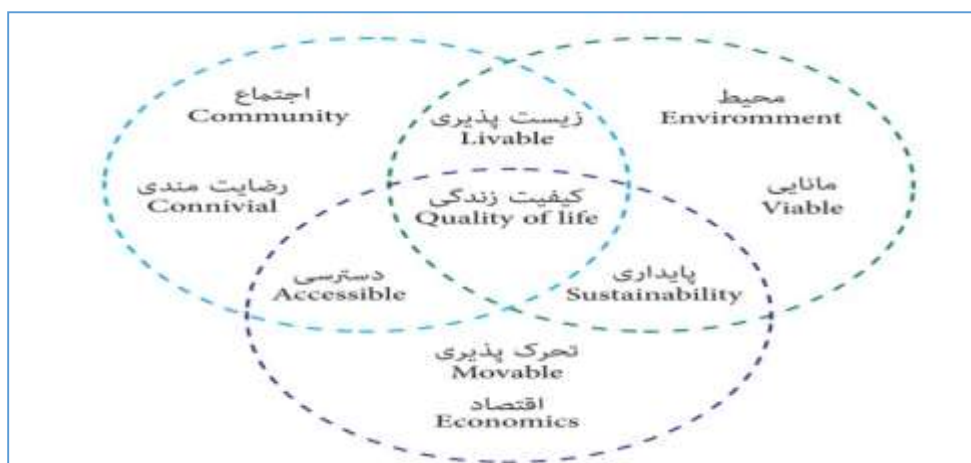 اجتماع
Community
محیط
Enviromment
زیست پذیری
Livable
رضایت مندی
Connivial
کیفیت زندگی
Quality of life
مانایی
Viable
دسترسی
Accessible
پایداری
Sustainability
تحرک پذیری
Movable
اقتصاد
Economics